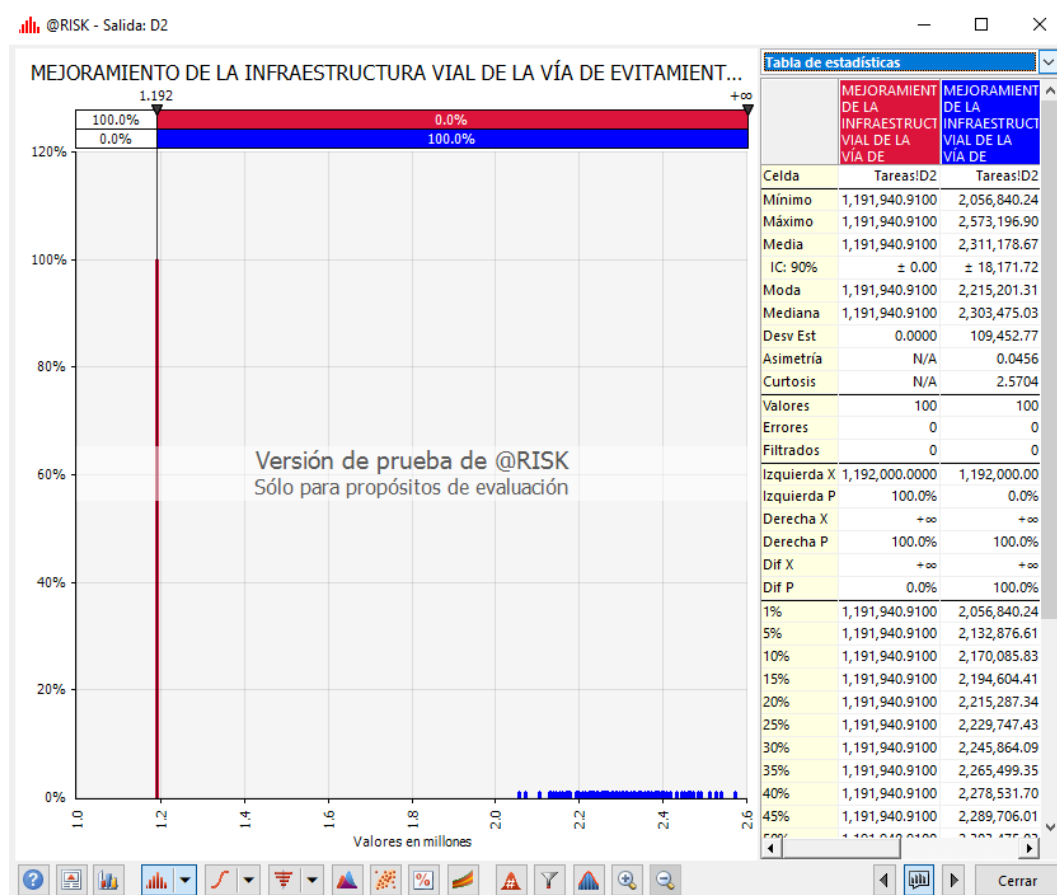 @RISK - Salida: D2
MEJORAMIENTO DE LA INFRAESTRUCTURA VIAL DE LA VÍA DE EVITAMIENT...
1.192 +∞
100.0% 0.0%
0.0% 100.0%
120%
100%
80%
60%
40%
20%
0%
Versión de prueba de @RISK
Sólo para propósitos de evaluación
1.0 1.2 1.4 1.6 1.8 2.0 2.2 2.4 2.6
Valores en millones
Tabla de estadísticas
MEJORAMIENT MEJORAMIENT
DE LA DE LA
INFRAESTRUCT INFRAESTRUCT
VIAL DE LA VIAL DE LA
VÍA DE VÍA DE
Celda Tareas!D2 Tareas!D2
Mínimo 1,191,940.9100 2,056,840.24
Máximo 1,191,940.9100 2,573,196.90
Media 1,191,940.9100 2,311,178.67
IC: 90% ± 0.00 ± 18,171.72
Moda 1,191,940.9100 2,215,201.31
Mediana 1,191,940.9100 2,303,475.03
Desv Est 0.0000 109,452.77
Asimetría N/A 0.0456
Curtosis N/A 2.5704
Valores 100 100
Errores 0 0
Filtrados 0 0
Izquierda X 1,192,000.0000 1,192,000.00
Izquierda P 100.0% 0.0%
Derecha X +∞ +∞
Derecha P 100.0% 100.0%
Dif X +∞ +∞
Dif P 0.0% 100.0%
1% 1,191,940.9100 2,056,840.24
5% 1,191,940.9100 2,132,876.61
10% 1,191,940.9100 2,170,085.83
15% 1,191,940.9100 2,194,604.41
20% 1,191,940.9100 2,215,287.34
25% 1,191,940.9100 2,229,747.43
30% 1,191,940.9100 2,245,864.09
35% 1,191,940.9100 2,265,499.35
40% 1,191,940.9100 2,278,531.70
45% 1,191,940.9100 2,289,706.01
Cerrar